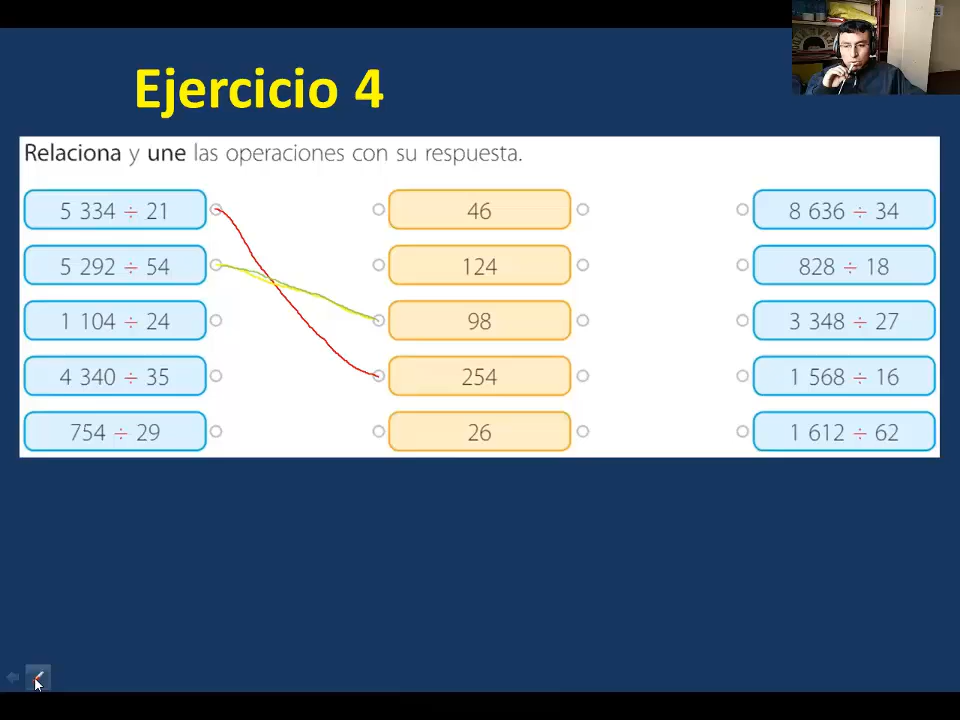 Ejercicio 4
Relaciona y une las operaciones con su respuesta.
5 334 ÷ 21 46 8 636 ÷ 34
5 292 ÷ 54 124 828 ÷ 18
1 104 ÷ 24 98 3 348 ÷ 27
4 340 ÷ 35 254 1 568 ÷ 16
754 ÷ 29 26 1 612 ÷ 62